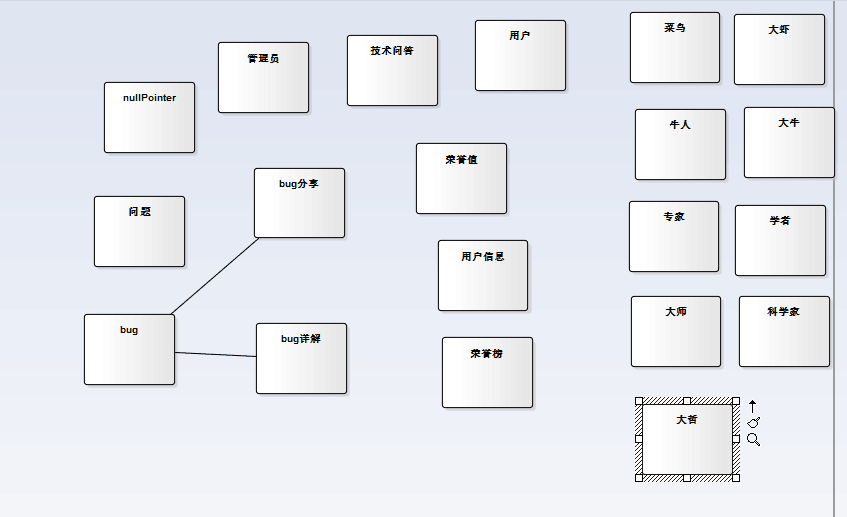 菜鸟
大虾
用户
技术问答
管理员
nullPointer
牛人
大牛
荣誉值
bug分享
问题
专家
学者
用户信息
大师
科学家
bug
bug详解
荣誉榜
大哲